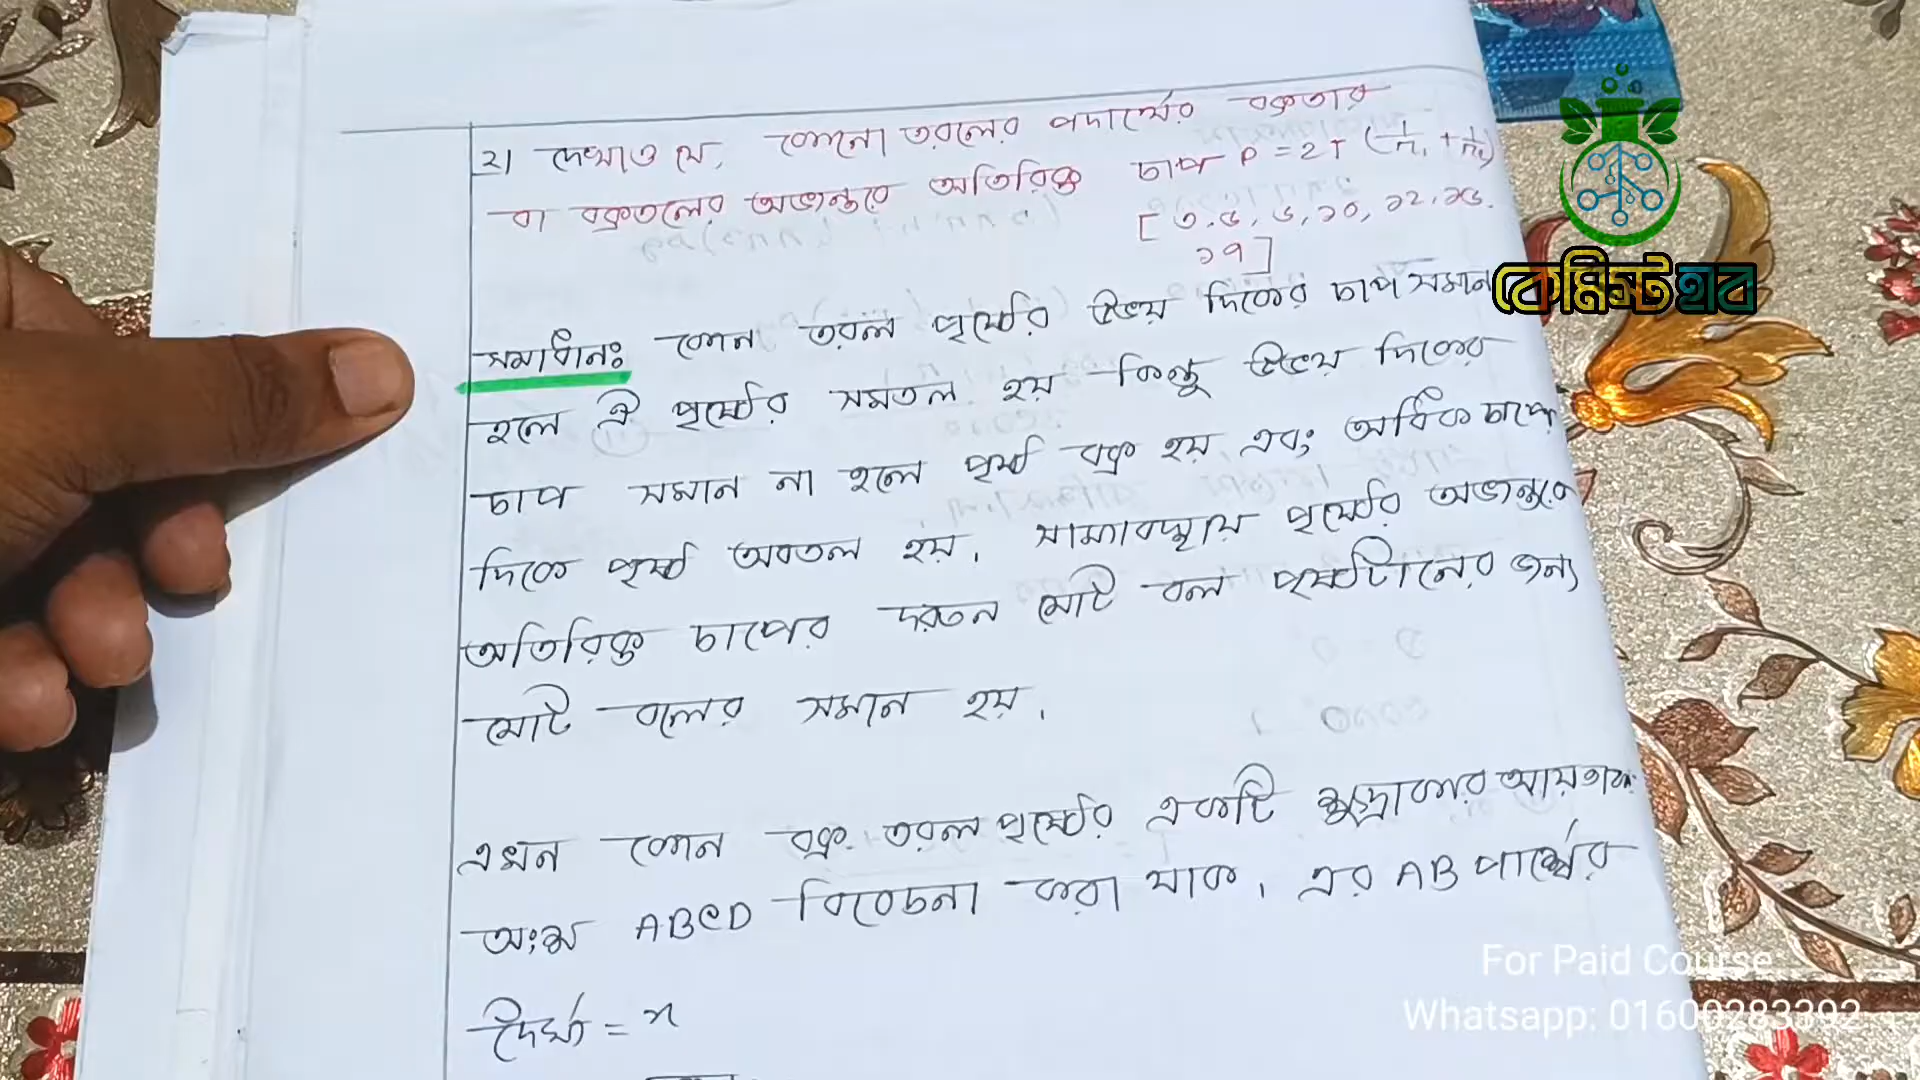 ২। দেখাও যে, কোনো তরলের পদার্থের বক্রতার
বা বক্রতলের অভ্যন্তরে অতিরিক্ত চাপ P = 2T (1/r₁ + 1/r₂)
[ ৩. ৫, ৬, ১০, ১২, ১৫.
১৭ ]
সমাধানঃ কোন তরল পৃষ্ঠের উভয় দিকের চাপ সমান
হলে ঐ পৃষ্ঠের সমতল হয় কিন্তু উভয় দিকের
চাপ সমান না হলে পৃষ্ঠ বক্র হয় এবং অধিক চাপের
দিকে পৃষ্ঠ অবতল হয়। সাম্যাবস্থায় পৃষ্ঠের অভ্যন্তরে
অতিরিক্ত চাপের দরুন মোট বল পৃষ্ঠটানের জন্য
মোট বলের সমান হয়।
এখন কোন বক্র তরল পৃষ্ঠের একটি ক্ষুদ্রাকার আয়তাকার
অংশ ABCD বিবেচনা করা যাক। এর AB পার্শ্বের
দৈর্ঘ্য = x
কেমিস্ট্রি হাব
For Paid Course
Whatsapp: 01600283392